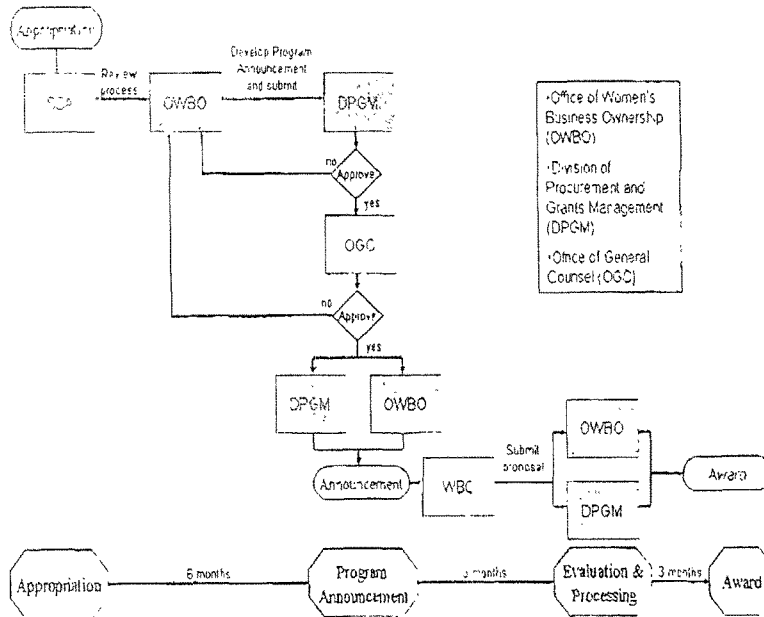 Appropriation
Review
process
OWBO
Develop Program
Announcement
and submit
DPGM
•Office of Women's
Business Ownership
(OWBO)
•Division of
Procurement and
Grants Management
(DPGM)
•Office of General
Counsel (OGC)
no
Approve
yes
OGC
no
Approve
yes
DPGM
OWBO
Announcement
WBC
Submit
proposal
OWBO
DPGM
Award
Appropriation
6 months
Program
Announcement
months
Evaluation &
Processing
3 months
Award